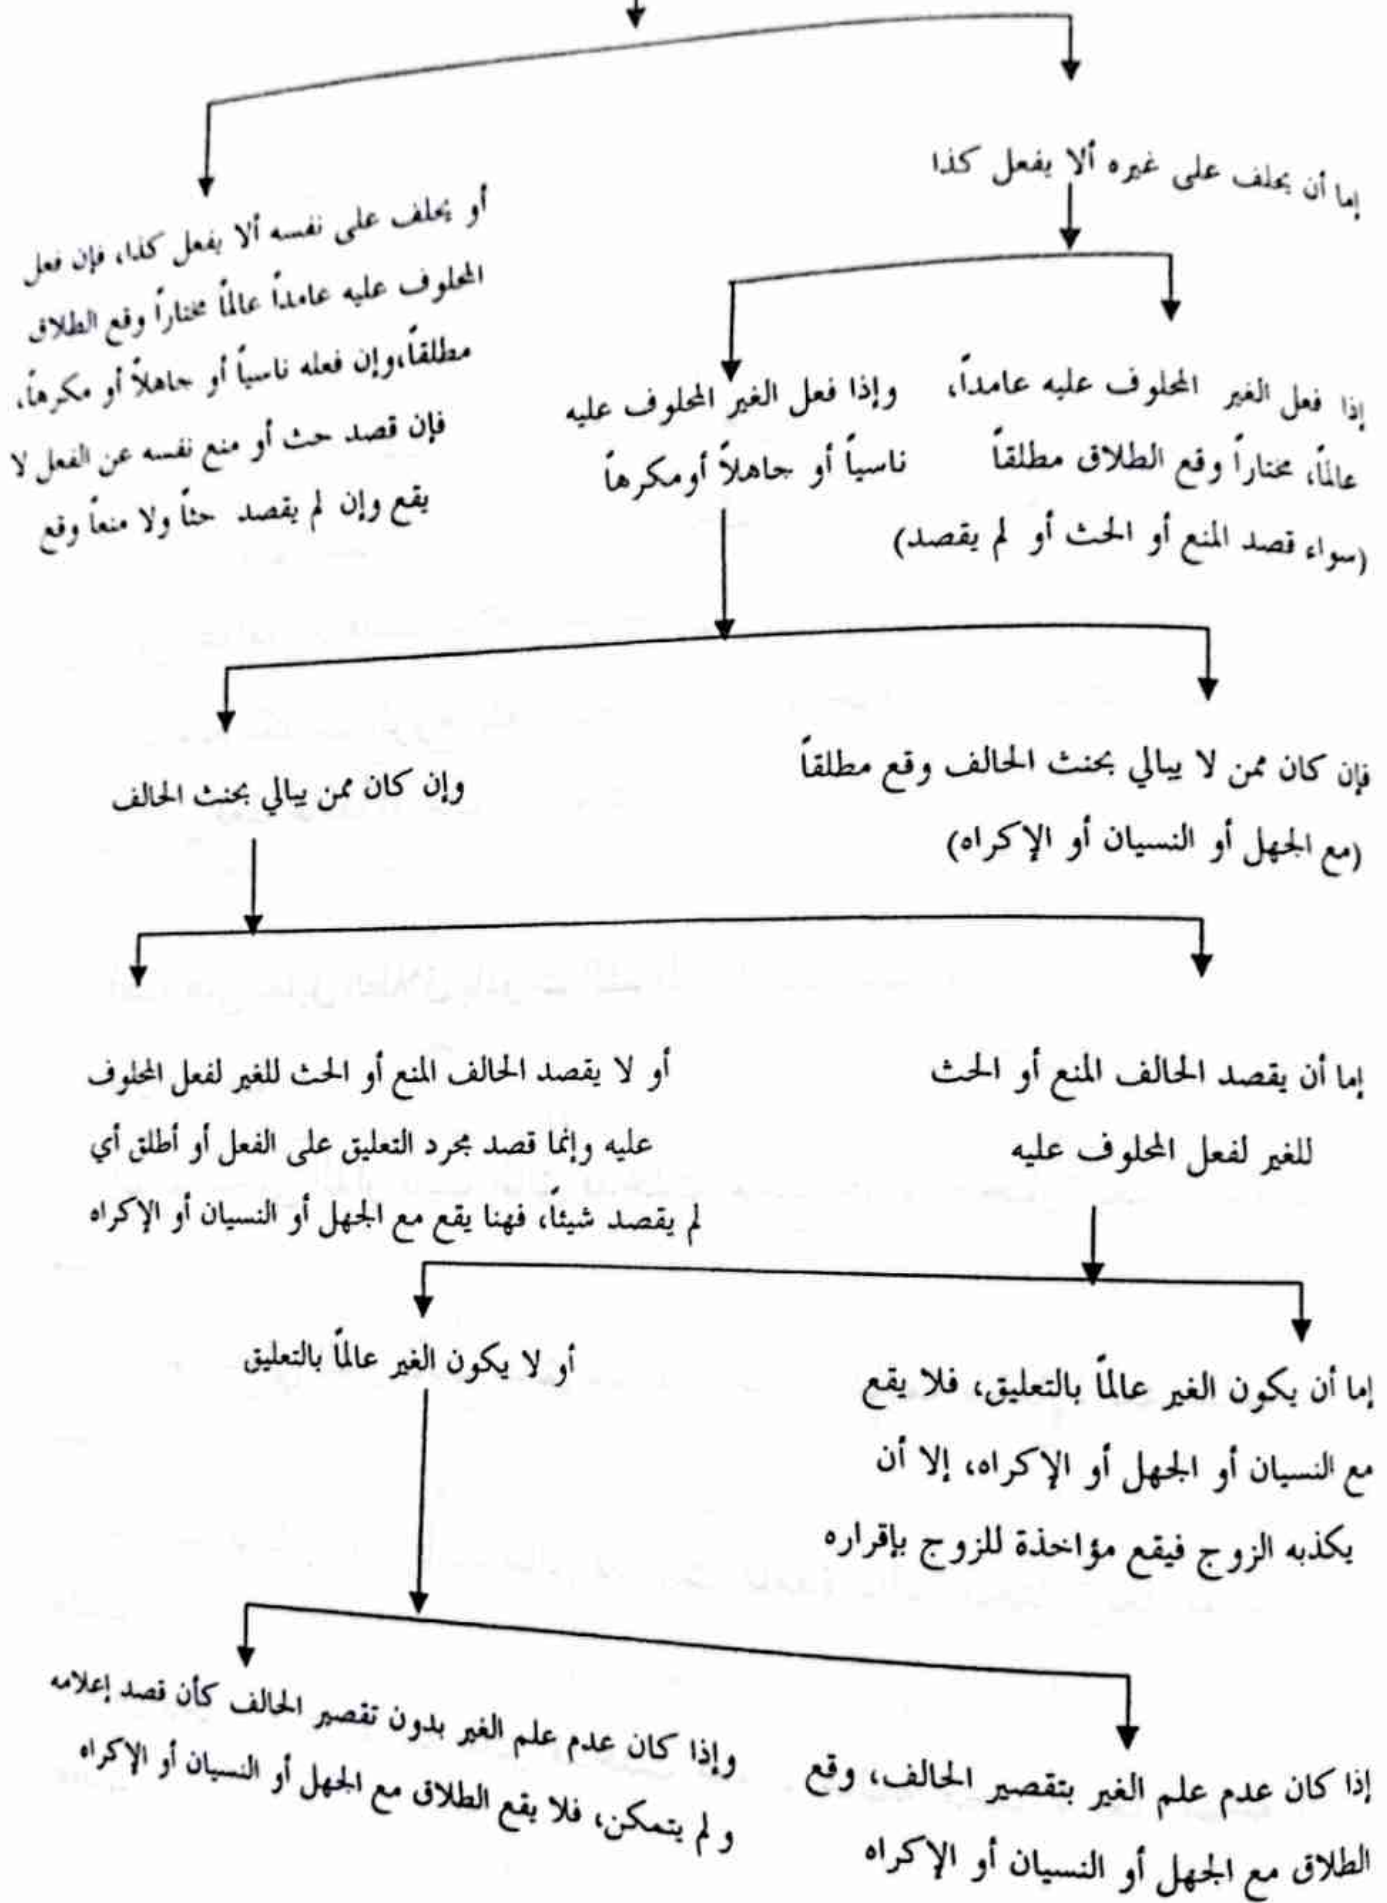 إما أن يحلف على غيره ألا يفعل كذا
أو يحلف على نفسه ألا يفعل كذا، فإن فعل
المحلوف عليه عامداً عالماً مختاراً وقع الطلاق
مطلقاً،وإن فعله ناسياً أو جاهلاً أو مكرهاً،
فإن قصد حث أو منع نفسه عن الفعل لا
يقع وإن لم يقصد حثاً ولا منعاً وقع
إذا فعل الغير المحلوف عليه عامداً،
عالماً، مختاراً وقع الطلاق مطلقاً
(سواء قصد المنع أو الحث أو لم يقصد)
وإذا فعل الغير المحلوف عليه
ناسياً أو جاهلاً أومكرهاً
فإن كان ممن لا يبالي بحنث الحالف وقع مطلقاً
(مع الجهل أو النسيان أو الإكراه)
وإن كان ممن يبالي بحنث الحالف
إما أن يقصد الحالف المنع أو الحث
للغير لفعل المحلوف عليه
أو لا يقصد الحالف المنع أو الحث للغير لفعل المحلوف
عليه وإنما قصد مجرد التعليق على الفعل أو أطلق أي
لم يقصد شيئاً، فهنا يقع مع الجهل أو النسيان أو الإكراه
إما أن يكون الغير عالماً بالتعليق، فلا يقع
مع النسيان أو الجهل أو الإكراه، إلا أن
يكذبه الزوج فيقع مؤاخذة للزوج بإقراره
أو لا يكون الغير عالماً بالتعليق
إذا كان عدم علم الغير بتقصير الحالف، وقع
الطلاق مع الجهل أو النسيان أو الإكراه
وإذا كان عدم علم الغير بدون تقصير الحالف كأن قصد إعلامه
و لم يتمكن، فلا يقع الطلاق مع الجهل أو النسيان أو الإكراه